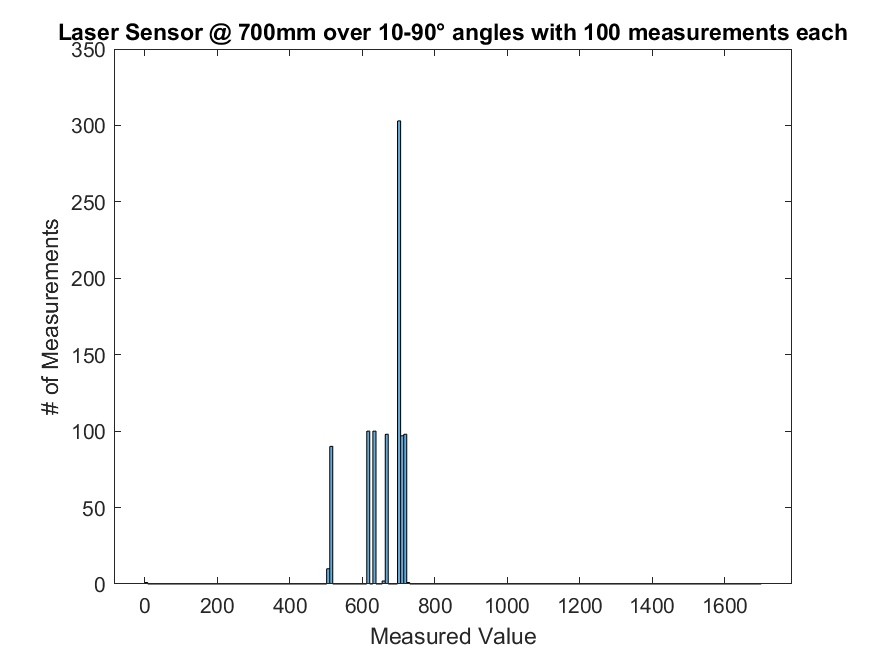 Laser Sensor @ 700mm over 10-90° angles with 100 measurements each
350
300
250
200
150
100
50
0
# of Measurements
0 200 400 600 800 1000 1200 1400 1600
Measured Value